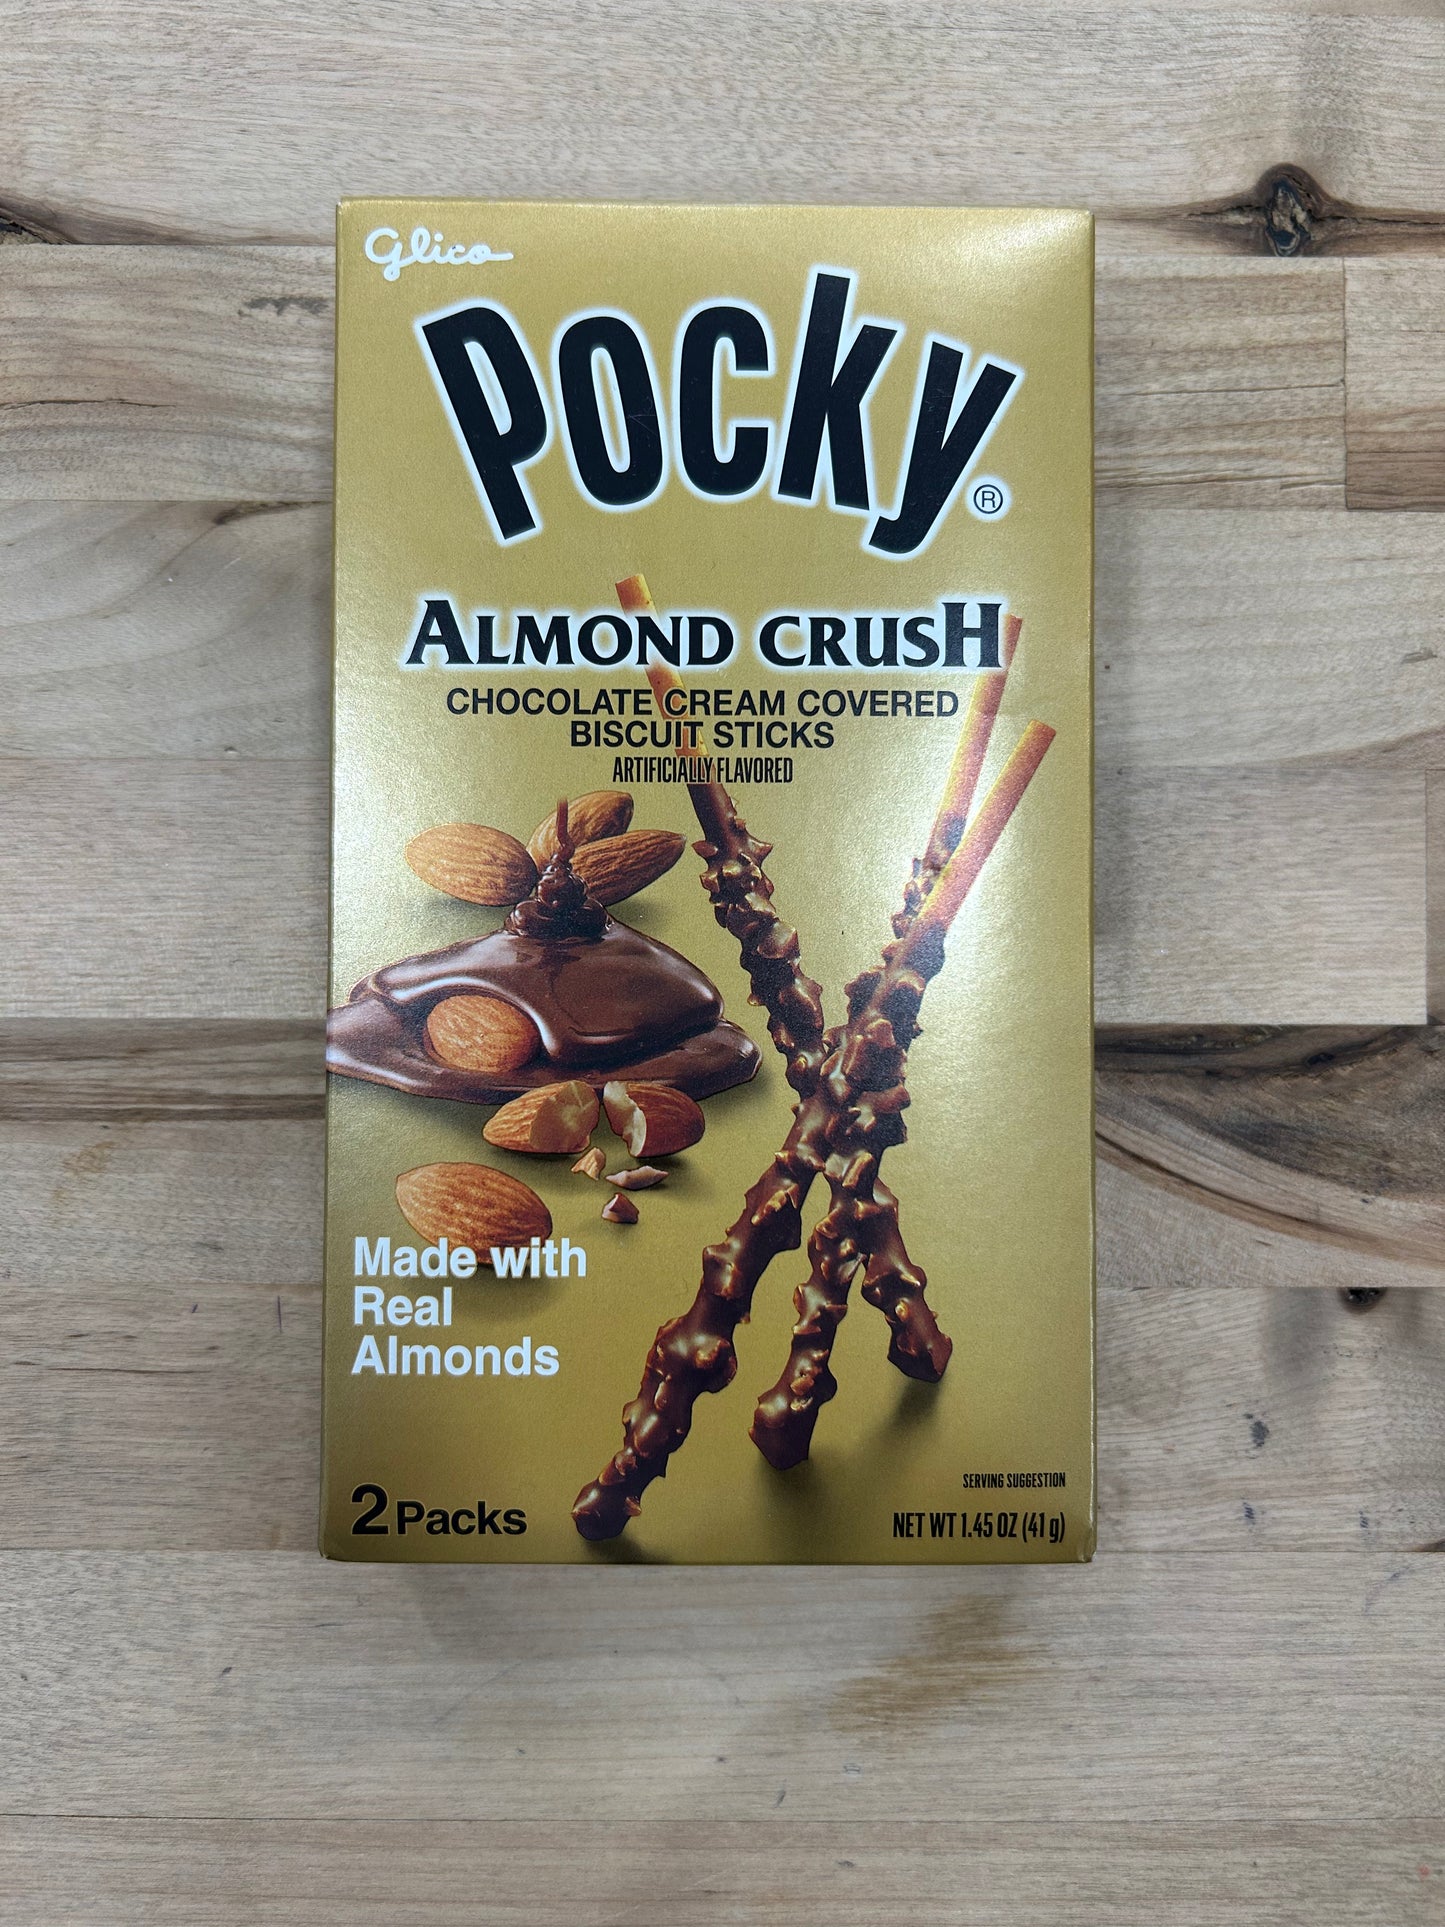 Glico
Pocky®
ALMOND CRUSH
CHOCOLATE CREAM COVERED
BISCUIT STICKS
ARTIFICIALLY FLAVORED
Made with
Real
Almonds
SERVING SUGGESTION
2 Packs
NET WT 1.45 OZ (41 g)